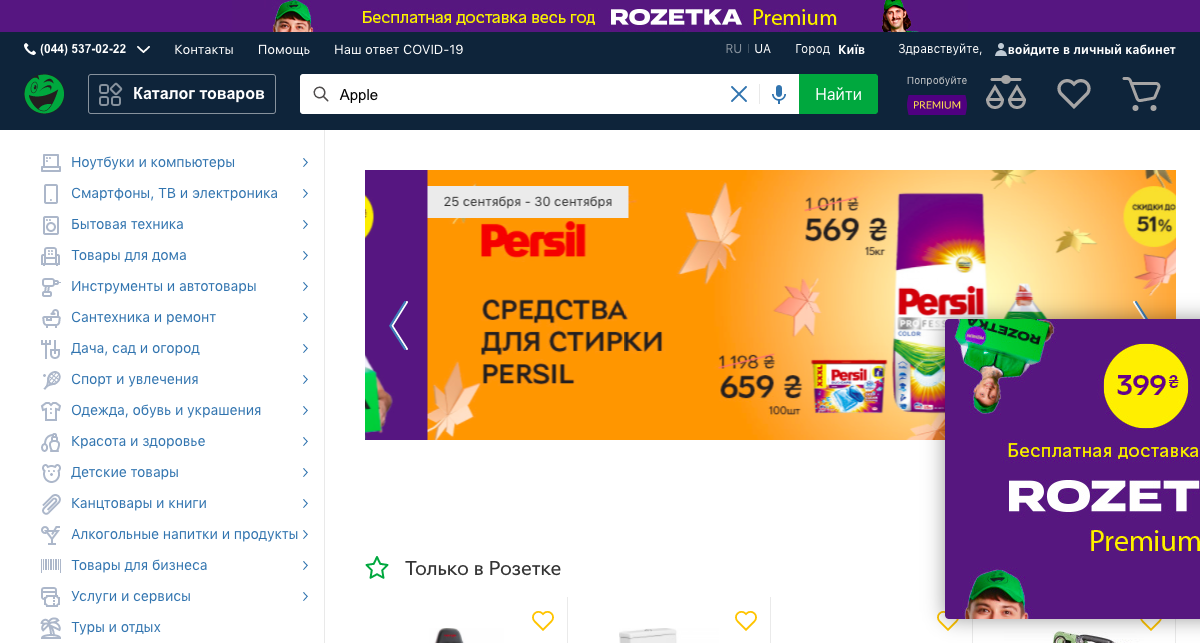 Бесплатная доставка весь год ROZETKA Premium
(044) 537-02-22 Контакты Помощь Наш ответ COVID-19 RU | UA Город Київ Здравствуйте, войдите в личный кабинет
Каталог товаров Apple Найти Попробуйте PREMIUM
Ноутбуки и компьютеры
Смартфоны, ТВ и электроника
Бытовая техника
Товары для дома
Инструменты и автотовары
Сантехника и ремонт
Дача, сад и огород
Спорт и увлечения
Одежда, обувь и украшения
Красота и здоровье
Детские товары
Канцтовары и книги
Алкогольные напитки и продукты
Товары для бизнеса
Услуги и сервисы
Туры и отдых
25 сентября - 30 сентября
Persil
СРЕДСТВА
ДЛЯ СТИРКИ
PERSIL
1 011 ₴
569 ₴
15кг
1 198 ₴
659 ₴
100шт
Persil
COLOR
XXXL Persil
СКИДКИ ДО
51%
ROZETKA
399₴
Бесплатная доставка
ROZET
Premium
Только в Розетке